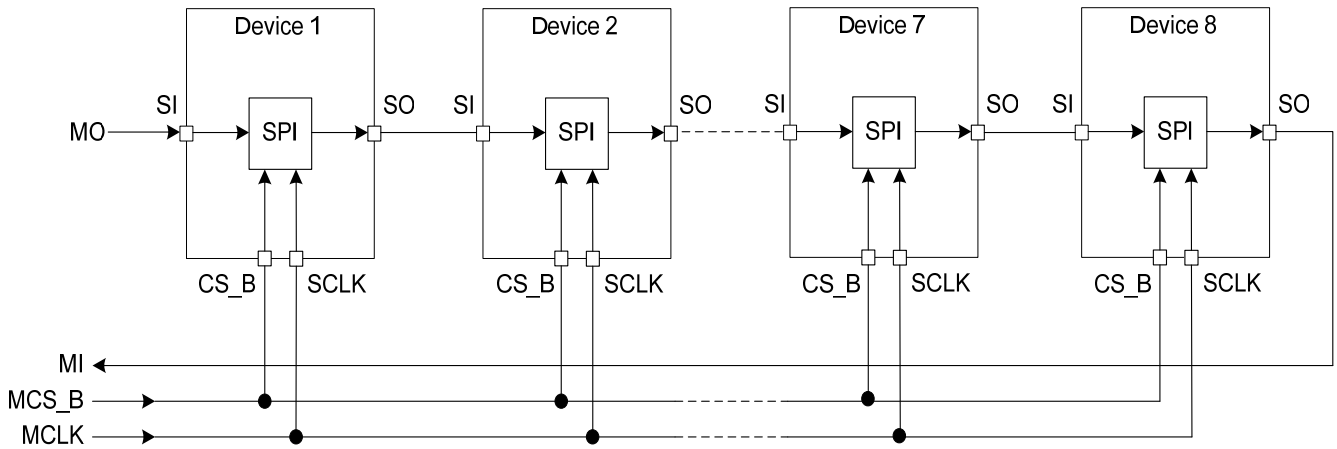 Device 1 Device 2 Device 7 Device 8
SI SO SI SO SI SO SI SO
MO SPI SPI SPI SPI
CS_B SCLK CS_B SCLK CS_B SCLK CS_B SCLK
MI
MCS_B
MCLK